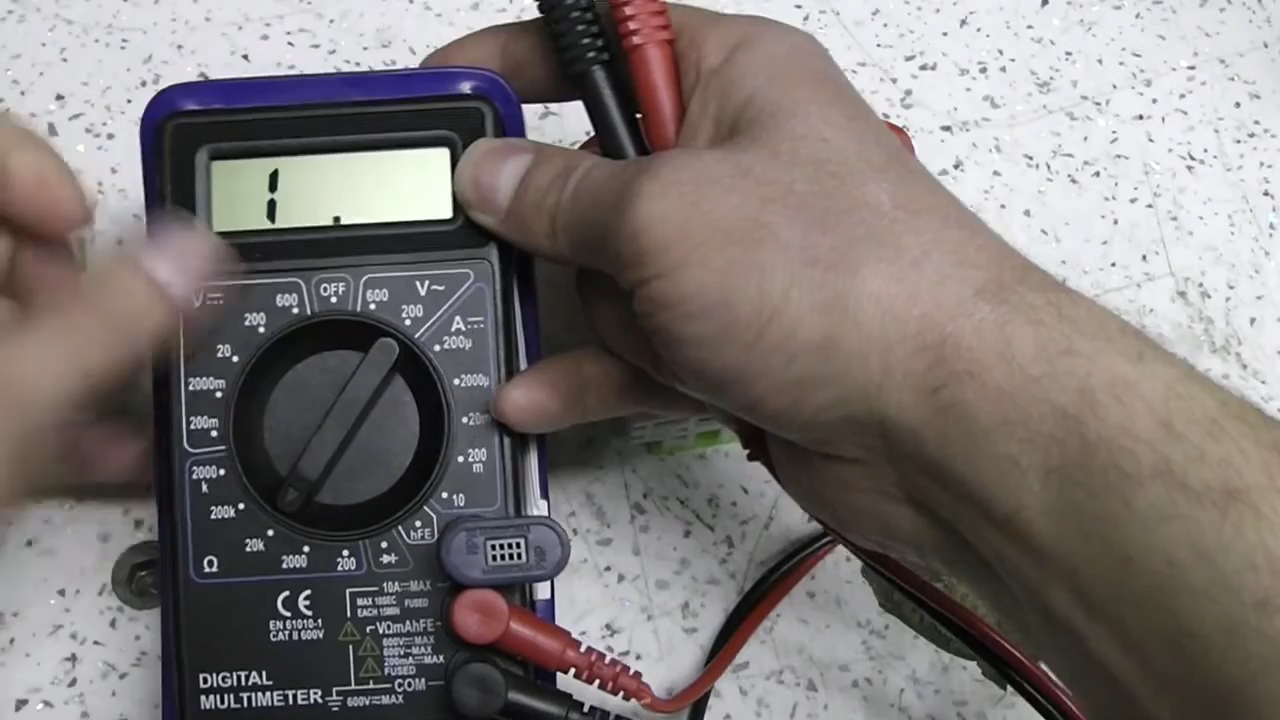 1 .
V⎓ 600 OFF 600 V~
200 200
A⎓
20 200µ
2000m 2000µ
200m 20m
2000k 200m
200k 10
20k hFE
Ω 2000 200
10A⎓MAX
MAX 10SEC FUSED
EACH 15MIN
CE
EN 61010-1
CAT II 600V
VΩmAhFE
600V⎓MAX
600V~MAX
200mA⎓MAX
FUSED
DIGITAL
MULTIMETER
COM
600V≂MAX